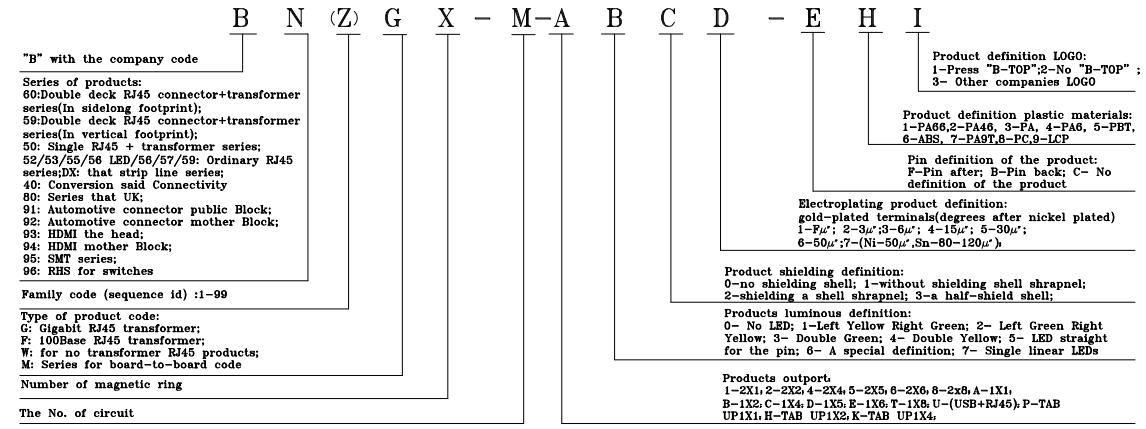 B N (Z) G X - M-A B C D - E H I
"B" with the company code
Series of products:
60:Double deck RJ45 connector+transformer
series(In sidelong footprint);
59:Double deck RJ45 connector+transformer
series(In vertical footprint);
50: Single RJ45 + transformer series;
52/53/55/56 LED/56/57/59: Ordinary RJ45
series;DX: that strip line series;
40: Conversion said Connectivity
80: Series that UK;
91: Automotive connector public Block;
92: Automotive connector mother Block;
93: HDMI the head;
94: HDMI mother Block;
95: SMT series;
96: RHS for switches
Family code (sequence id) :1-99
Type of product code:
G: Gigabit RJ45 transformer;
F: 100Base RJ45 transformer;
W: for no transformer RJ45 products;
M: Series for board-to-board code
Number of magnetic ring
The No. of circuit
Product definition LOGO:
1-Press "B-TOP";2-No "B-TOP" ;
3- Other companies LOGO
Product definition plastic materials:
1-PA66,2-PA46, 3-PA, 4-PA6, 5-PBT,
6-ABS, 7-PA9T,8-PC,9-LCP
Pin definition of the product:
F-Pin after; B-Pin back; C- No
definition of the product
Electroplating product definition:
gold-plated terminals(degrees after nickel plated)
1-Fμ"; 2-3μ";3-6μ"; 4-15μ"; 5-30μ";
6-50μ";7-(Ni-50μ",Sn-80-120μ");
Product shielding definition:
0-no shielding shell; 1-without shielding shell shrapnel;
2-shielding a shell shrapnel; 3-a half-shield shell;
Products luminous definition:
0- No LED; 1-Left Yellow Right Green; 2- Left Green Right
Yellow; 3- Double Green; 4- Double Yellow; 5- LED straight
for the pin; 6- A special definition; 7- Single linear LEDs
Products outport;
1-2X1; 2-2X2; 4-2X4; 5-2X5; 6-2X6; 8-2x8; A-1X1;
B-1X2; C-1X4; D-1X5; E-1X6; T-1X8; U-(USB+RJ45); P-TAB
UP1X1; H-TAB UP1X2; K-TAB UP1X4;